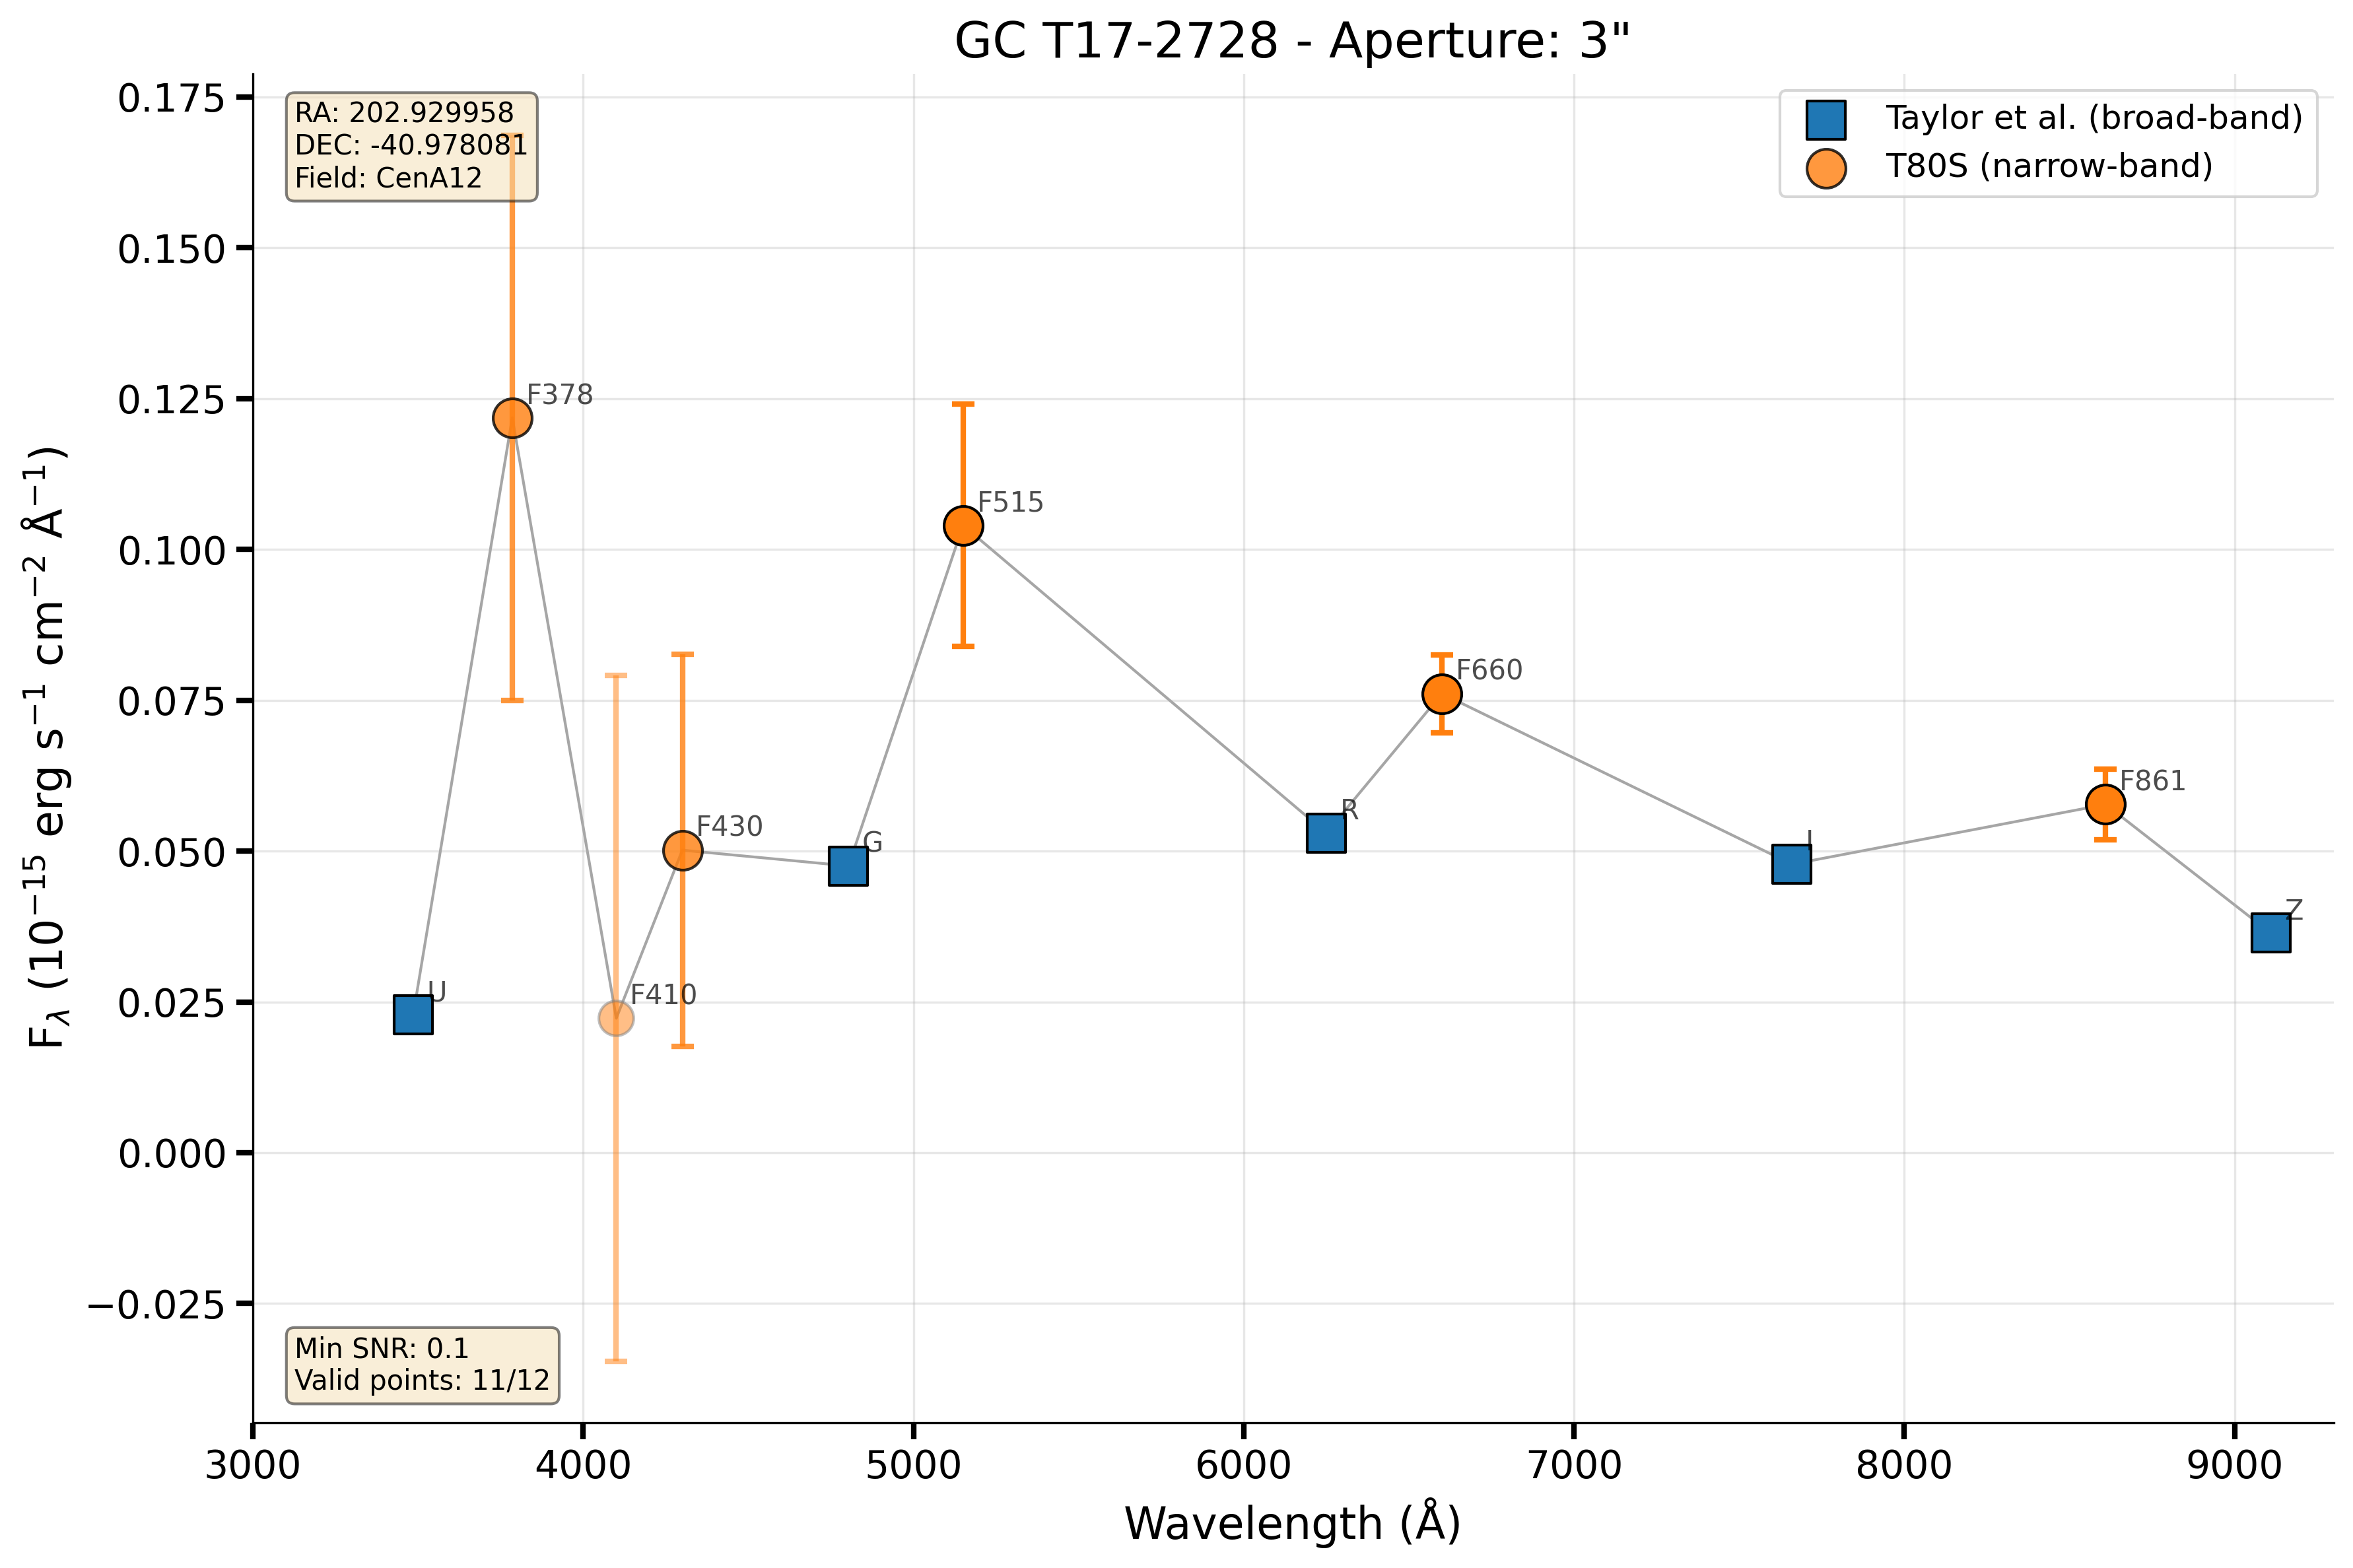 GC T17-2728 - Aperture: 3"
RA: 202.929958
DEC: -40.978081
Field: CenA12
Taylor et al. (broad-band)
T80S (narrow-band)
F_λ (10⁻¹⁵ erg s⁻¹ cm⁻² Å⁻¹)
0.175
0.150
0.125
0.100
0.075
0.050
0.025
0.000
−0.025
U
F378
F410
F430
G
F515
R
F660
I
F861
Z
Min SNR: 0.1
Valid points: 11/12
3000 4000 5000 6000 7000 8000 9000
Wavelength (Å)